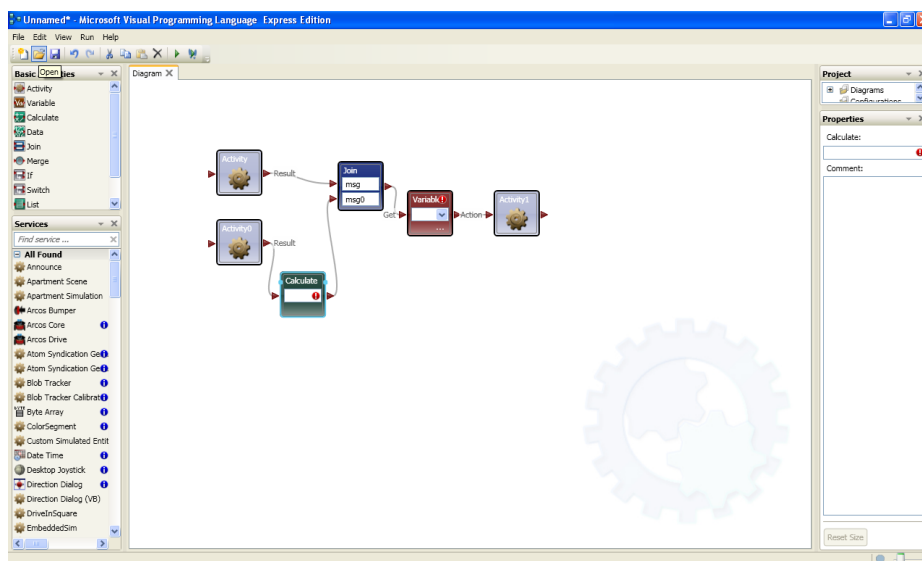 Unnamed* - Microsoft Visual Programming Language Express Edition
File Edit View Run Help
Open
Basic
ties
Activity
Variable
Calculate
Data
Join
Merge
If
Switch
List
Services
Find service ...
All Found
Announce
Apartment Scene
Apartment Simulation
Arcos Bumper
Arcos Core
Arcos Drive
Atom Syndication Ge
Atom Syndication Ge
Blob Tracker
Blob Tracker Calibrat
Byte Array
ColorSegment
Custom Simulated Entit
Date Time
Desktop Joystick
Direction Dialog
Direction Dialog (VB)
DriveInSquare
EmbeddedSim
Diagram
Activity
Result
Join
msg
msg0
Activity0
Result
Calculate
Get
Variable
...
Action
Activity1
Project
Diagrams
Configurations
Properties
Calculate:
Comment:
Reset Size